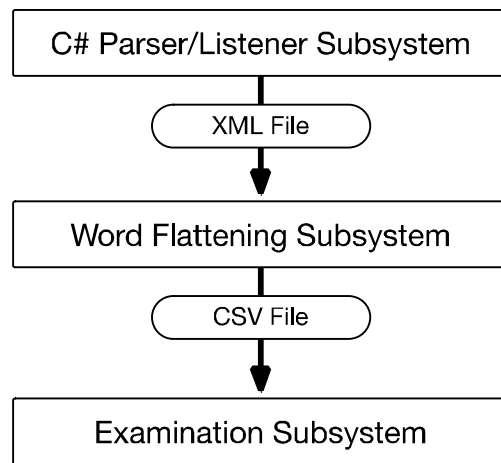 C# Parser/Listener Subsystem
XML File
Word Flattening Subsystem
CSV File
Examination Subsystem